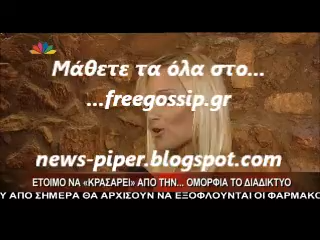 Μάθετε τα όλα στο...
...freegossip.gr
news-piper.blogspot.com
ΕΤΟΙΜΟ ΝΑ «ΚΡΑΣΑΡΕΙ» ΑΠΟ ΤΗΝ... ΟΜΟΡΦΙΑ ΤΟ ΔΙΑΔΙΚΤΥΟ
Υ ΑΠΟ ΣΗΜΕΡΑ ΘΑ ΑΡΧΙΣΟΥΝ ΝΑ ΕΞΟΦΛΟΥΝΤΑΙ ΟΙ ΦΑΡΜΑΚΟ